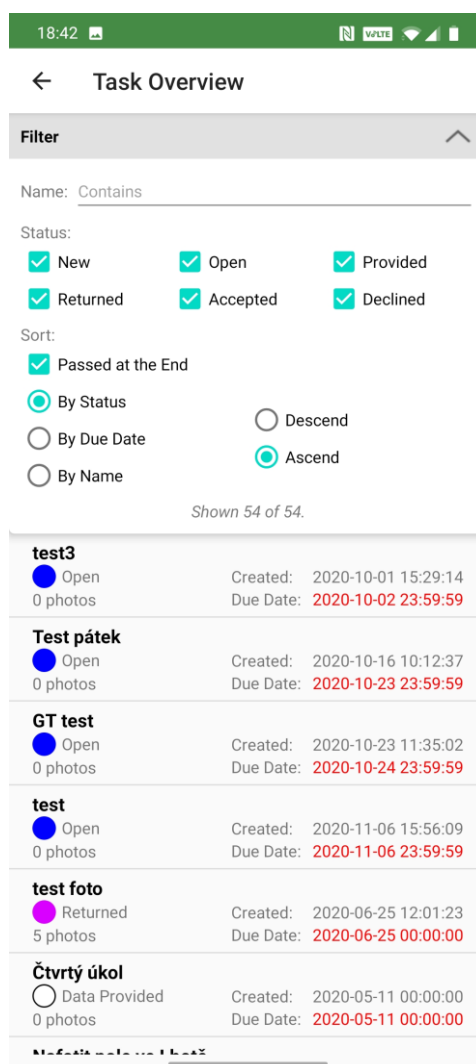 18:42 VoLTE
Task Overview
Filter
Name: Contains
Status:
New Open Provided
Returned Accepted Declined
Sort:
Passed at the End
By Status
Descend
By Due Date
Ascend
By Name
Shown 54 of 54.
test3
Open Created: 2020-10-01 15:29:14
0 photos Due Date: 2020-10-02 23:59:59
Test pátek
Open Created: 2020-10-16 10:12:37
0 photos Due Date: 2020-10-23 23:59:59
GT test
Open Created: 2020-10-23 11:35:02
0 photos Due Date: 2020-10-24 23:59:59
test
Open Created: 2020-11-06 15:56:09
0 photos Due Date: 2020-11-06 23:59:59
test foto
Returned Created: 2020-06-25 12:01:23
5 photos Due Date: 2020-06-25 00:00:00
Čtvrtý úkol
Data Provided Created: 2020-05-11 00:00:00
0 photos Due Date: 2020-05-11 00:00:00